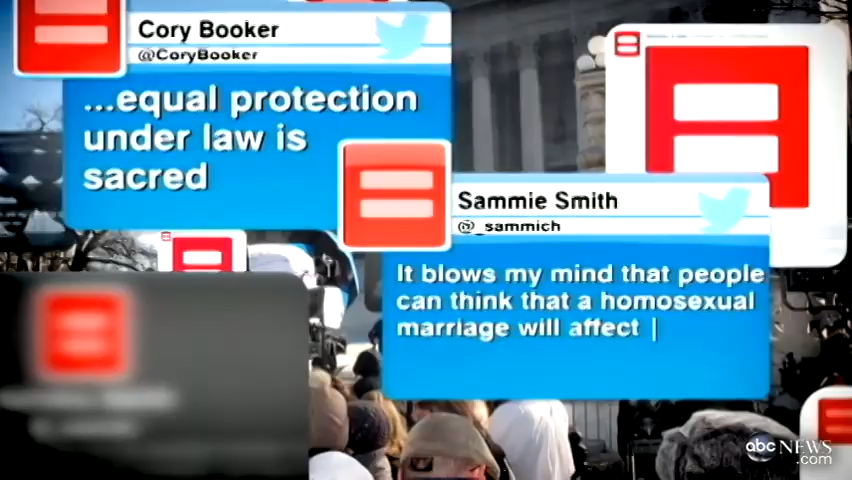 Cory Booker
@CoryBooker
...equal protection
under law is
sacred
Sammie Smith
@_sammich
It blows my mind that people
can think that a homosexual
marriage will affect |
abc NEWS
.com